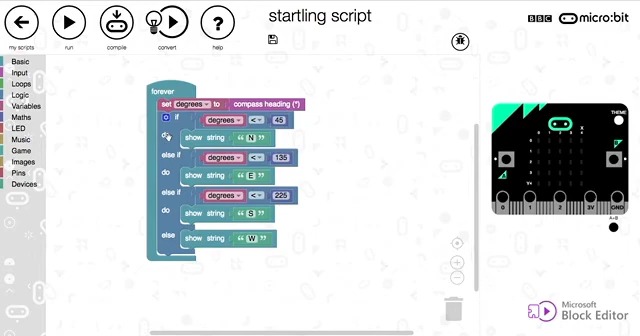 startling script
BBC micro:bit
my scripts
run
compile
convert
help
Basic
Input
Loops
Logic
Variables
Maths
LED
Music
Game
Images
Pins
Devices
forever
set degrees to compass heading (°)
if degrees < 45
do show string " N "
else if degrees < 135
do show string " E "
else if degrees < 225
do show string " S "
else show string " W "
THEME
0 1 2 3V GND
A+B
Microsoft
Block Editor